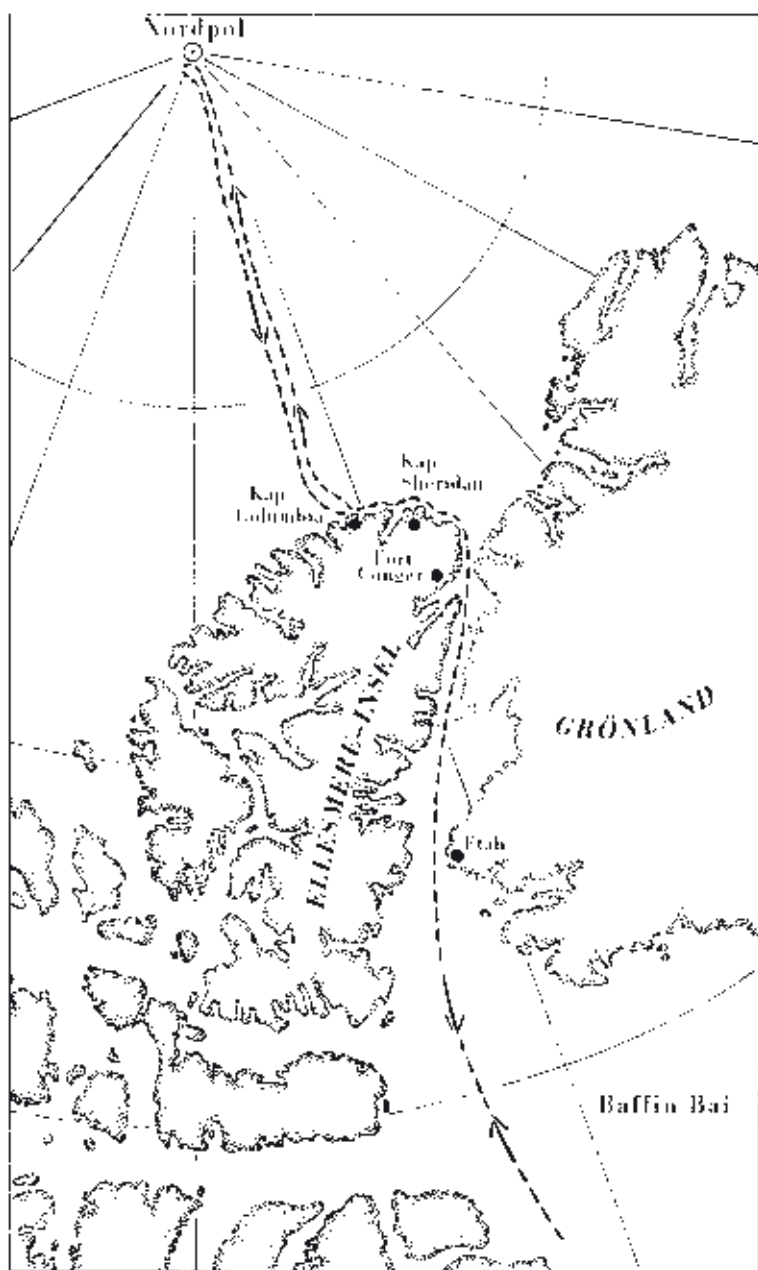 Nordpol
Kap
Sheridan
Kap
Columbia
Fort
Conger
ELLESMERE-INSEL
GRÖNLAND
Etah
Baffin Bai